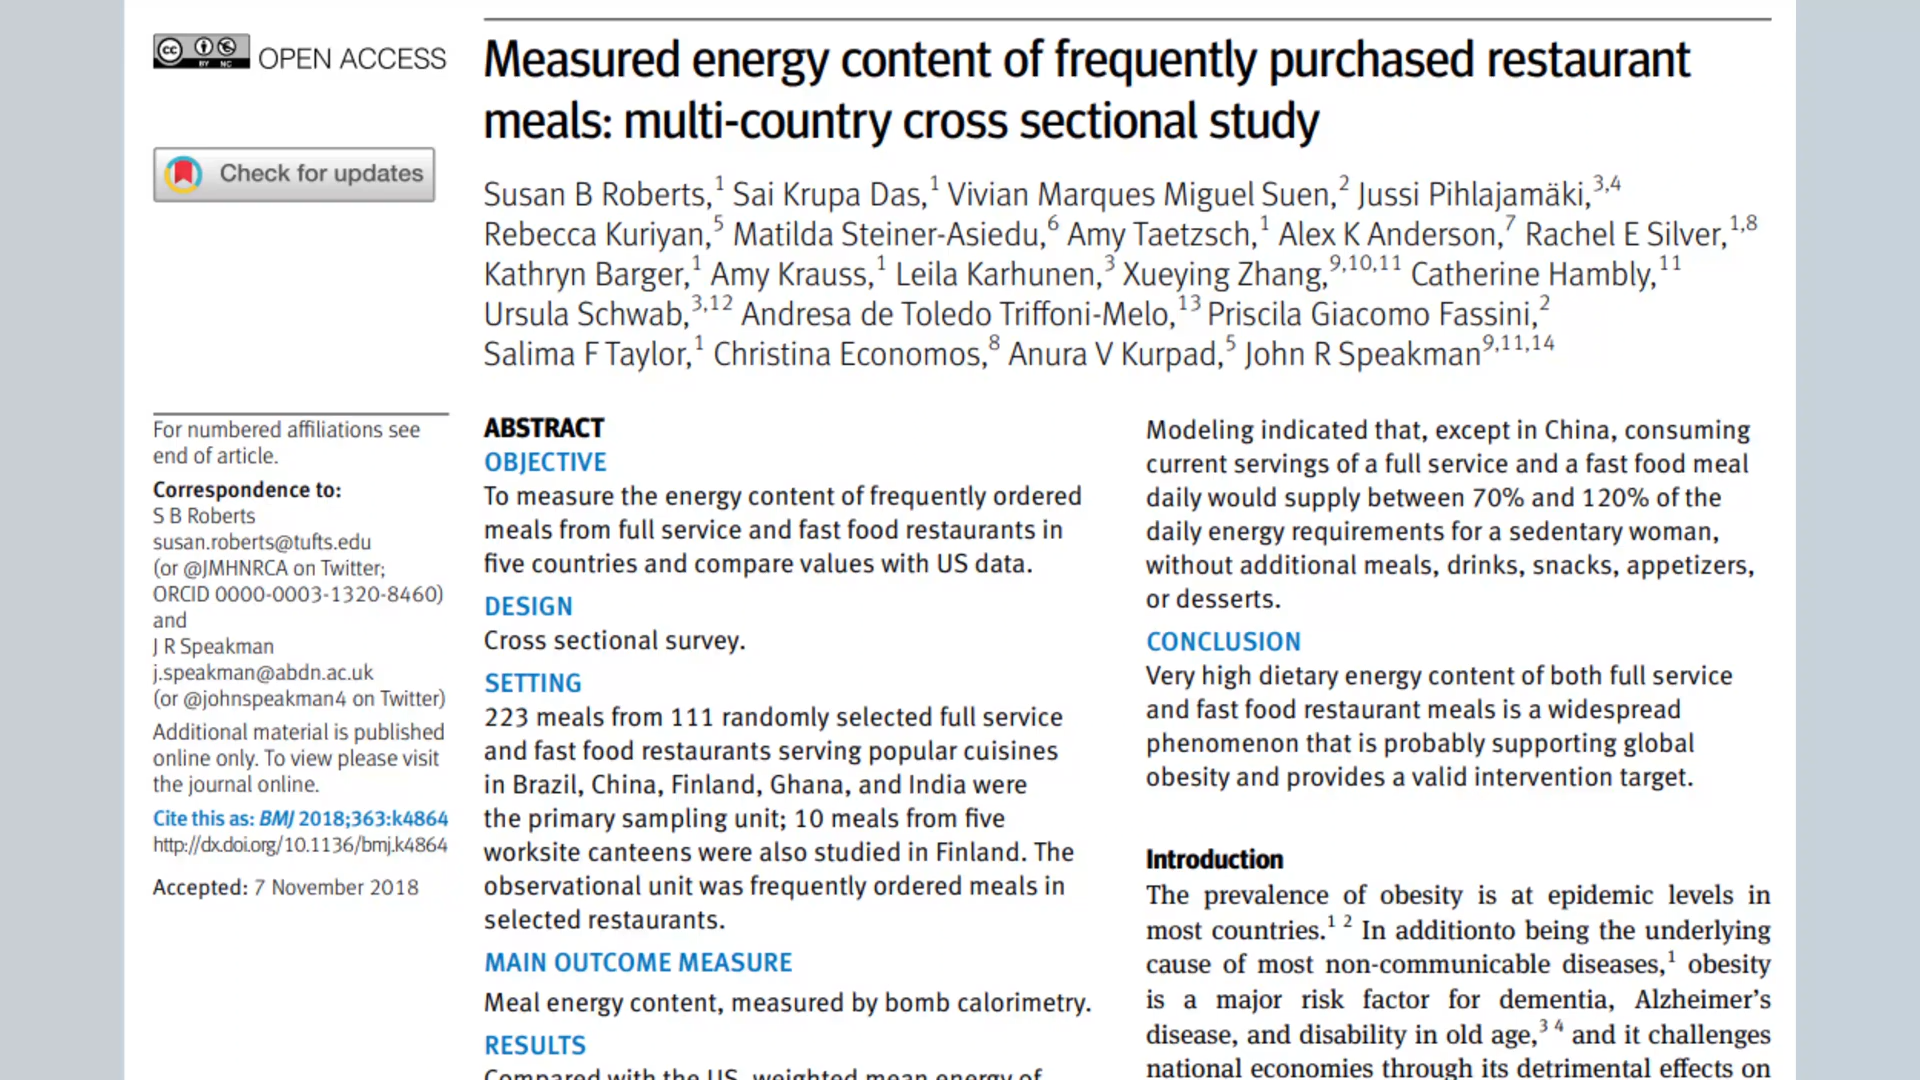 OPEN ACCESS
Check for updates
Measured energy content of frequently purchased restaurant
meals: multi-country cross sectional study
Susan B Roberts,1 Sai Krupa Das,1 Vivian Marques Miguel Suen,2 Jussi Pihlajamäki,3,4
Rebecca Kuriyan,5 Matilda Steiner-Asiedu,6 Amy Taetzsch,1 Alex K Anderson,7 Rachel E Silver,1,8
Kathryn Barger,1 Amy Krauss,1 Leila Karhunen,3 Xueying Zhang,9,10,11 Catherine Hambly,11
Ursula Schwab,3,12 Andresa de Toledo Triffoni-Melo,13 Priscila Giacomo Fassini,2
Salima F Taylor,1 Christina Economos,8 Anura V Kurpad,5 John R Speakman9,11,14
For numbered affiliations see
end of article.
Correspondence to:
S B Roberts
susan.roberts@tufts.edu
(or @JMHNRCA on Twitter;
ORCID 0000-0003-1320-8460)
and
J R Speakman
j.speakman@abdn.ac.uk
(or @johnspeakman4 on Twitter)
Additional material is published
online only. To view please visit
the journal online.
Cite this as: BMJ 2018;363:k4864
http://dx.doi.org/10.1136/bmj.k4864
Accepted: 7 November 2018
ABSTRACT
OBJECTIVE
To measure the energy content of frequently ordered
meals from full service and fast food restaurants in
five countries and compare values with US data.
DESIGN
Cross sectional survey.
SETTING
223 meals from 111 randomly selected full service
and fast food restaurants serving popular cuisines
in Brazil, China, Finland, Ghana, and India were
the primary sampling unit; 10 meals from five
worksite canteens were also studied in Finland. The
observational unit was frequently ordered meals in
selected restaurants.
MAIN OUTCOME MEASURE
Meal energy content, measured by bomb calorimetry.
RESULTS
Compared with the US, weighted mean energy of
Modeling indicated that, except in China, consuming
current servings of a full service and a fast food meal
daily would supply between 70% and 120% of the
daily energy requirements for a sedentary woman,
without additional meals, drinks, snacks, appetizers,
or desserts.
CONCLUSION
Very high dietary energy content of both full service
and fast food restaurant meals is a widespread
phenomenon that is probably supporting global
obesity and provides a valid intervention target.
Introduction
The prevalence of obesity is at epidemic levels in
most countries.1 2 In additionto being the underlying
cause of most non-communicable diseases,1 obesity
is a major risk factor for dementia, Alzheimer's
disease, and disability in old age,3 4 and it challenges
national economies through its detrimental effects on